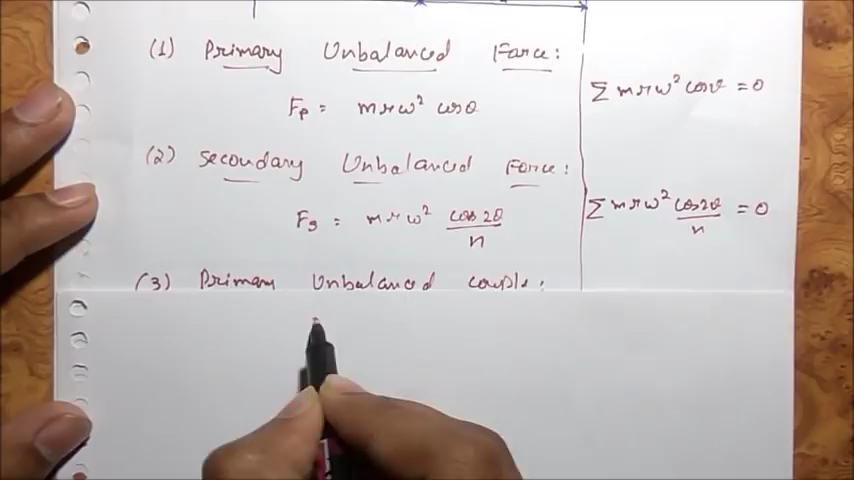 (1) Primary Unbalanced Force:
Fp = mrω² cosθ
Σ mrω² cosθ = 0
(2) Secondary Unbalanced Force:
Fs = mrω² cos2θ/n
Σ mrω² cos2θ/n = 0
(3) Primary Unbalanced couple: